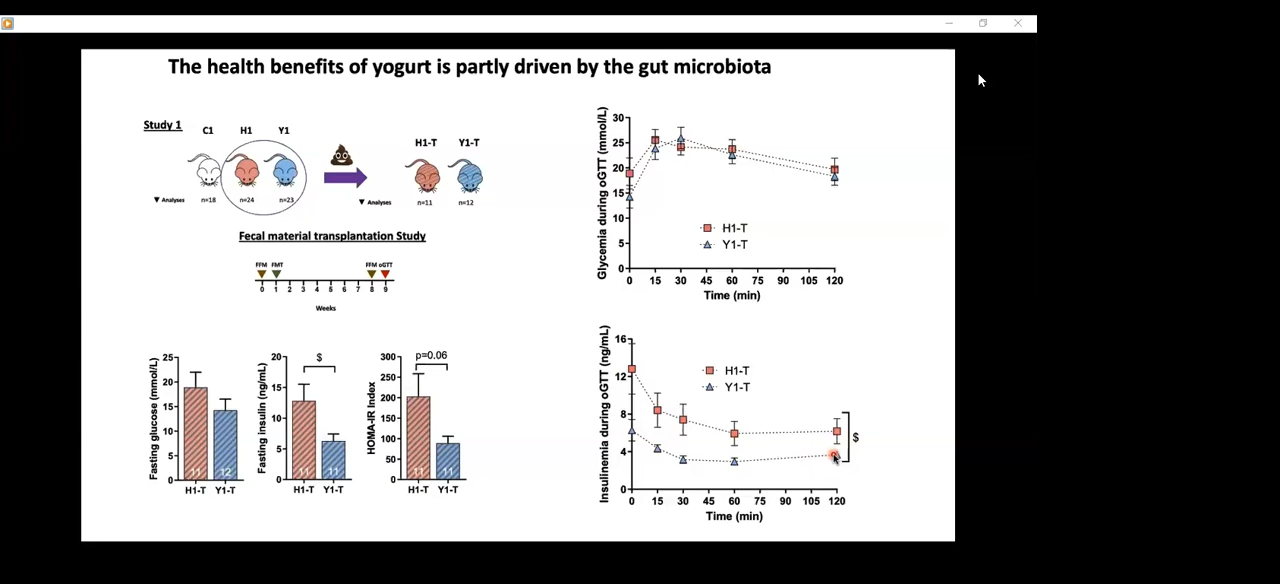 The health benefits of yogurt is partly driven by the gut microbiota
Study 1
C1 H1 Y1
H1-T Y1-T
▼ Analyses n=18 n=24 n=23
▼ Analyses n=11 n=12
Fecal material transplantation Study
FFM FMT FFM oGTT
0 1 2 3 4 5 6 7 8 9
Weeks
Fasting glucose (mmol/L)
25
20
15
10
5
0
11 12
H1-T Y1-T
Fasting insulin (ng/mL)
20
15
10
5
0
$
11 11
H1-T Y1-T
HOMA-IR Index
300
250
200
150
100
50
0
p=0.06
11 11
H1-T Y1-T
Glycemia during oGTT (mmol/L)
30
25
20
15
10
5
0
H1-T
Y1-T
0 15 30 45 60 75 90 105 120
Time (min)
Insulinemia during oGTT (ng/mL)
16
12
8
4
0
H1-T
Y1-T
$
0 15 30 45 60 75 90 105 120
Time (min)